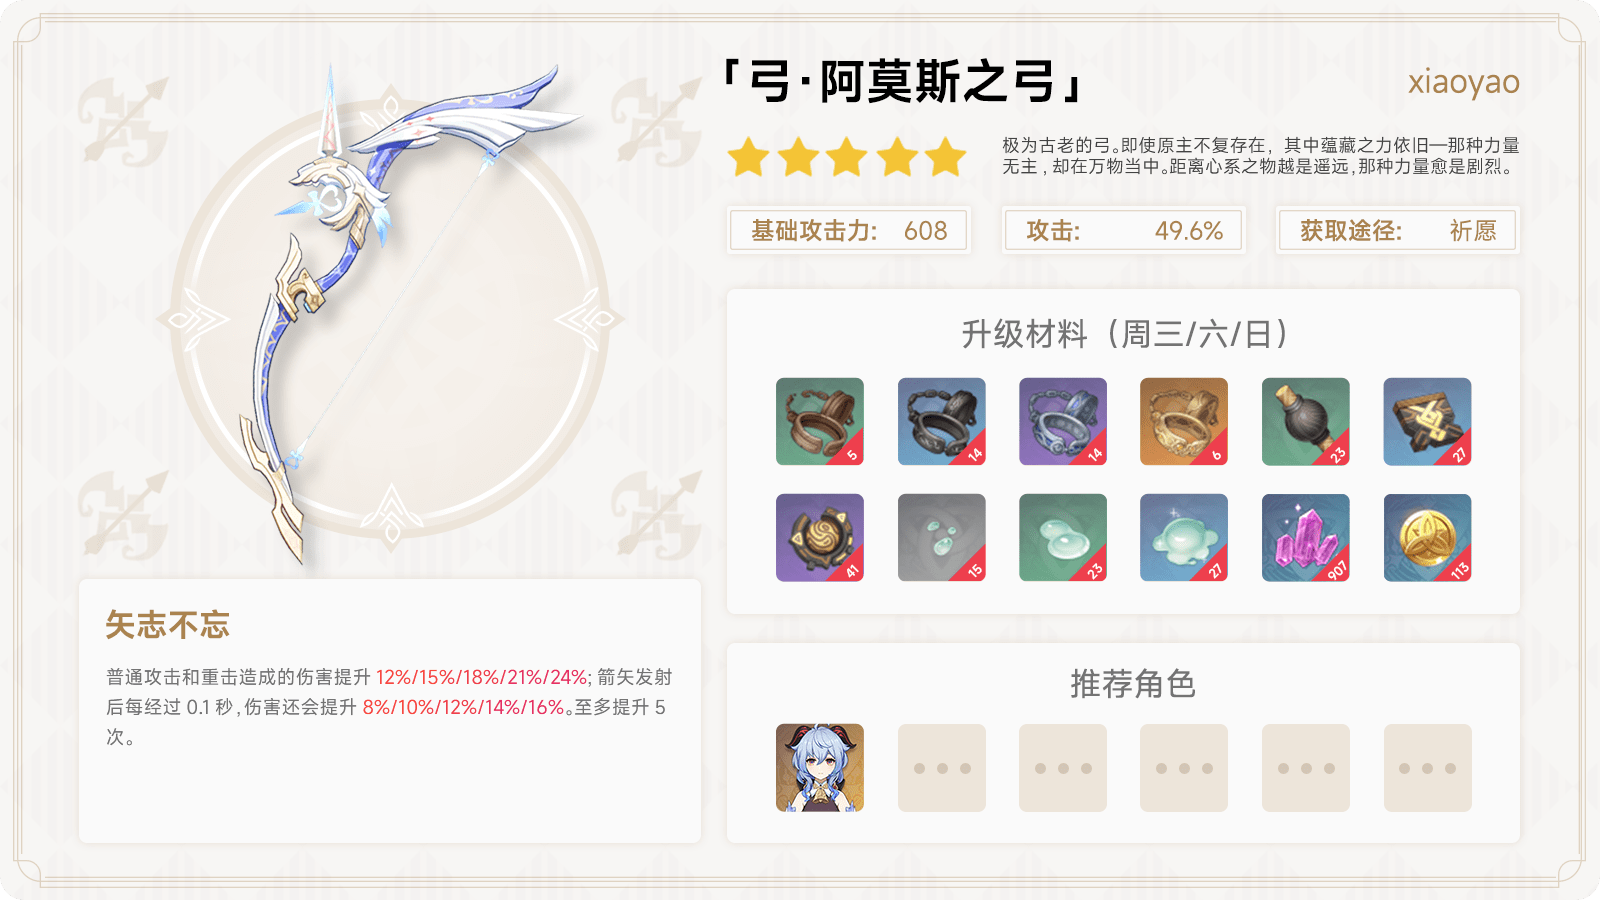 「弓·阿莫斯之弓」
xiaoyao
极为古老的弓。即使原主不复存在，其中蕴藏之力依旧—那种力量
无主，却在万物当中。距离心系之物越是遥远,那种力量愈是剧烈。
基础攻击力: 608
攻击: 49.6%
获取途径: 祈愿
升级材料（周三/六/日）
5 14 14 6 23 27
41 15 23 27 907 113
矢志不忘
普通攻击和重击造成的伤害提升 12%/15%/18%/21%/24%; 箭矢发射
后每经过 0.1 秒,伤害还会提升 8%/10%/12%/14%/16%。至多提升 5
次。
推荐角色